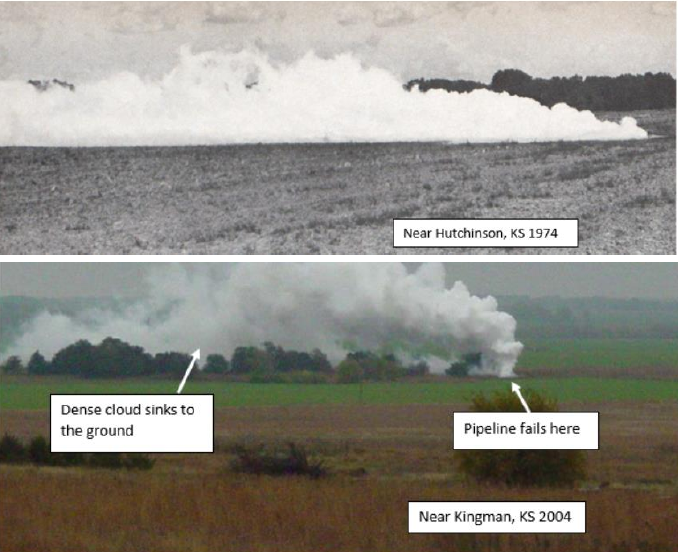 Near Hutchinson, KS 1974
Dense cloud sinks to
the ground
Pipeline fails here
Near Kingman, KS 2004